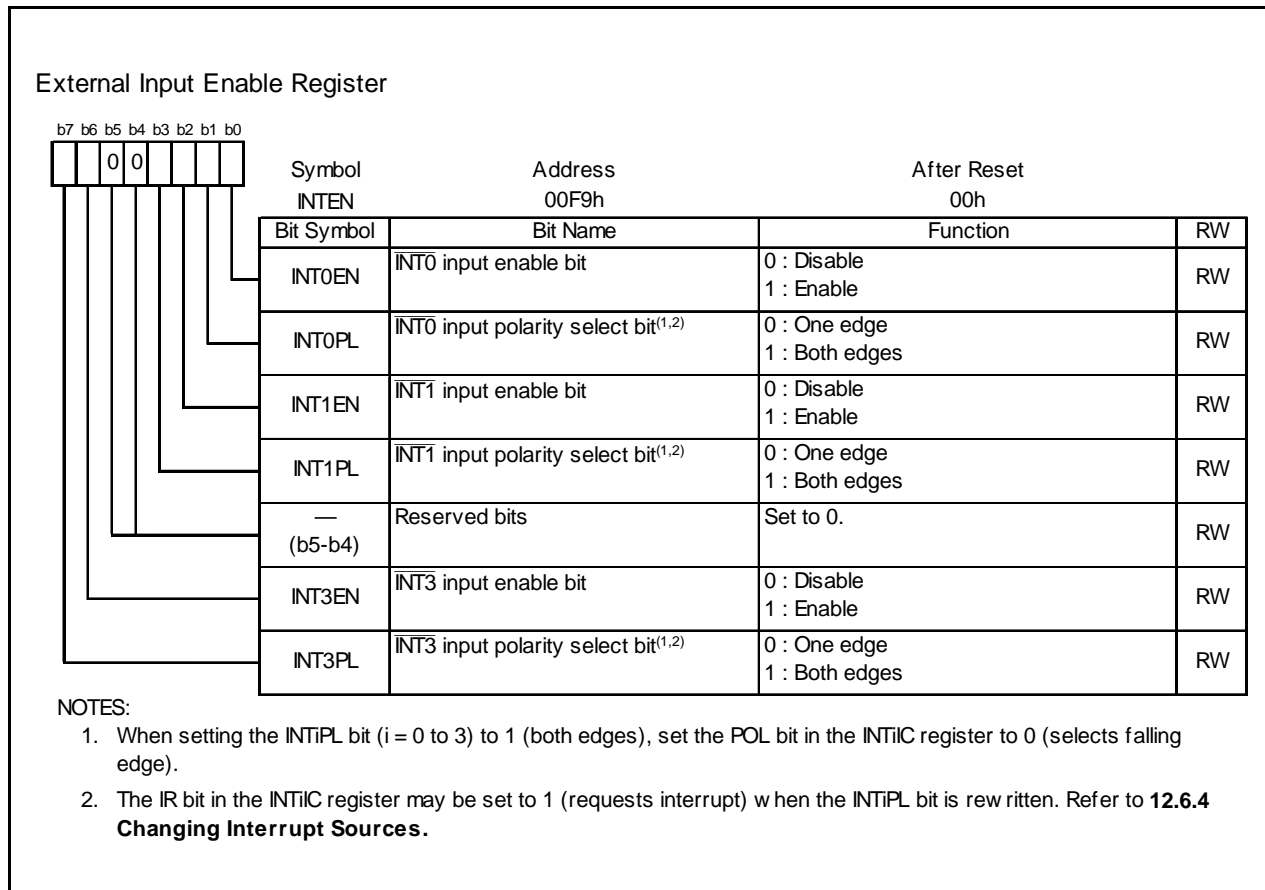 External Input Enable Register
b7 b6 b5 b4 b3 b2 b1 b0
0 0
Symbol Address After Reset
INTEN 00F9h 00h
Bit Symbol Bit Name Function RW
INT0EN INT0 input enable bit 0 : Disable RW
1 : Enable
INT0PL INT0 input polarity select bit(1,2) 0 : One edge RW
1 : Both edges
INT1EN INT1 input enable bit 0 : Disable RW
1 : Enable
INT1PL INT1 input polarity select bit(1,2) 0 : One edge RW
1 : Both edges
— Reserved bits Set to 0. RW
(b5-b4)
INT3EN INT3 input enable bit 0 : Disable RW
1 : Enable
INT3PL INT3 input polarity select bit(1,2) 0 : One edge RW
1 : Both edges
NOTES:
1. When setting the INTiPL bit (i = 0 to 3) to 1 (both edges), set the POL bit in the INTiIC register to 0 (selects falling
edge).
2. The IR bit in the INTiIC register may be set to 1 (requests interrupt) when the INTiPL bit is rewritten. Refer to 12.6.4
Changing Interrupt Sources.